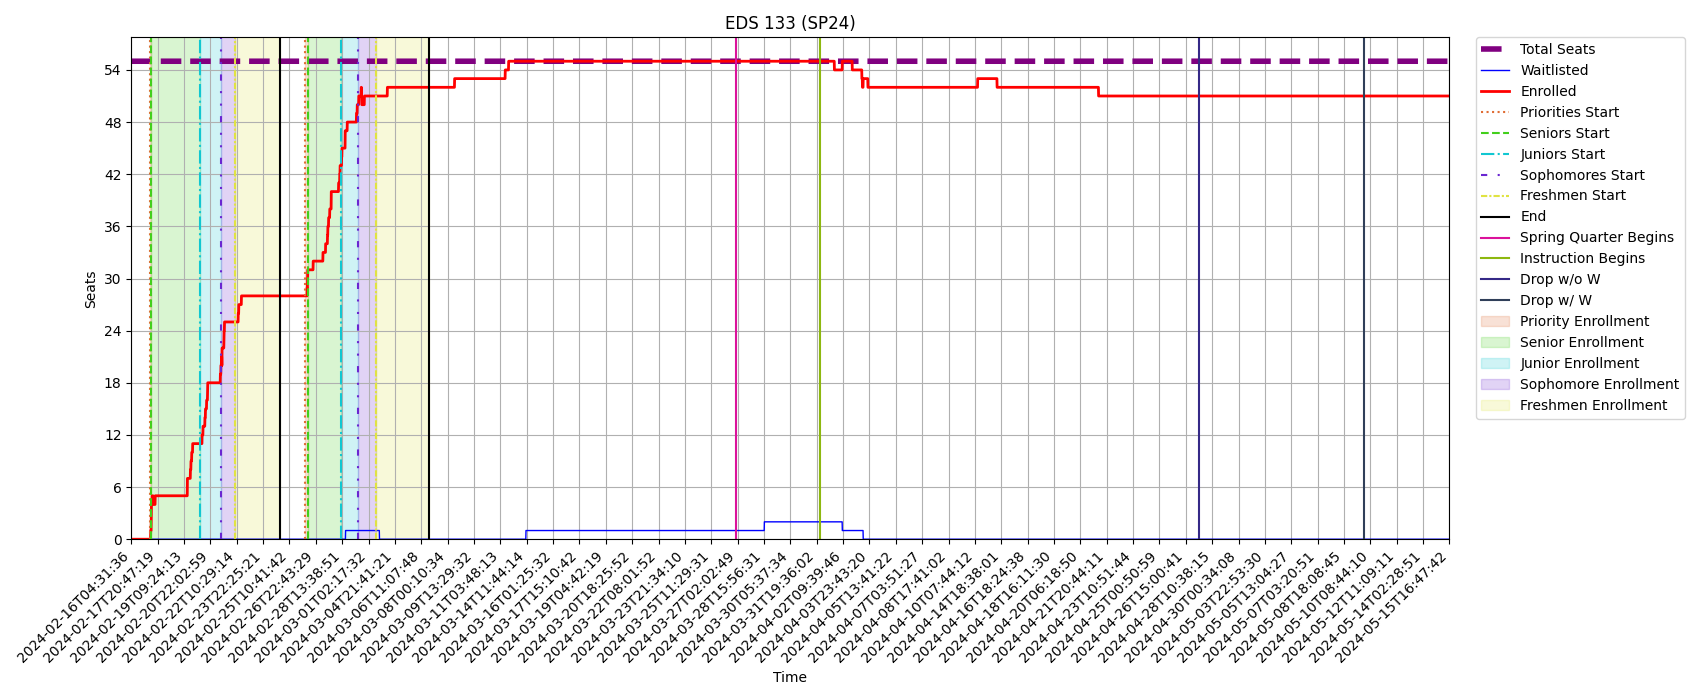 EDS 133 (SP24)
Seats
54
48
42
36
30
24
18
12
6
0
2024-02-16T04:31:36
2024-02-17T20:47:19
2024-02-19T09:24:13
2024-02-20T22:02:59
2024-02-22T10:29:14
2024-02-23T22:25:21
2024-02-25T10:41:42
2024-02-26T22:43:29
2024-02-28T13:38:51
2024-03-01T02:17:32
2024-03-04T21:41:21
2024-03-06T11:07:48
2024-03-08T00:10:34
2024-03-09T13:29:32
2024-03-11T03:48:13
2024-03-14T11:44:14
2024-03-16T01:25:32
2024-03-17T15:10:42
2024-03-19T04:42:19
2024-03-20T18:25:52
2024-03-22T08:01:52
2024-03-23T21:34:10
2024-03-25T11:29:31
2024-03-27T02:02:49
2024-03-28T15:56:31
2024-03-30T05:37:34
2024-03-31T19:36:02
2024-04-02T09:39:46
2024-04-03T23:43:20
2024-04-05T13:41:22
2024-04-07T03:51:27
2024-04-08T17:41:02
2024-04-10T07:44:12
2024-04-14T18:38:01
2024-04-16T18:24:38
2024-04-18T16:11:30
2024-04-20T06:18:50
2024-04-21T20:44:11
2024-04-23T10:51:44
2024-04-25T00:50:59
2024-04-26T15:00:41
2024-04-28T10:38:15
2024-04-30T00:34:08
2024-05-03T22:53:30
2024-05-05T13:04:27
2024-05-07T03:20:51
2024-05-08T18:08:45
2024-05-10T08:44:10
2024-05-12T11:09:11
2024-05-14T02:28:51
2024-05-15T16:47:42
Time
Total Seats
Waitlisted
Enrolled
Priorities Start
Seniors Start
Juniors Start
Sophomores Start
Freshmen Start
End
Spring Quarter Begins
Instruction Begins
Drop w/o W
Drop w/ W
Priority Enrollment
Senior Enrollment
Junior Enrollment
Sophomore Enrollment
Freshmen Enrollment